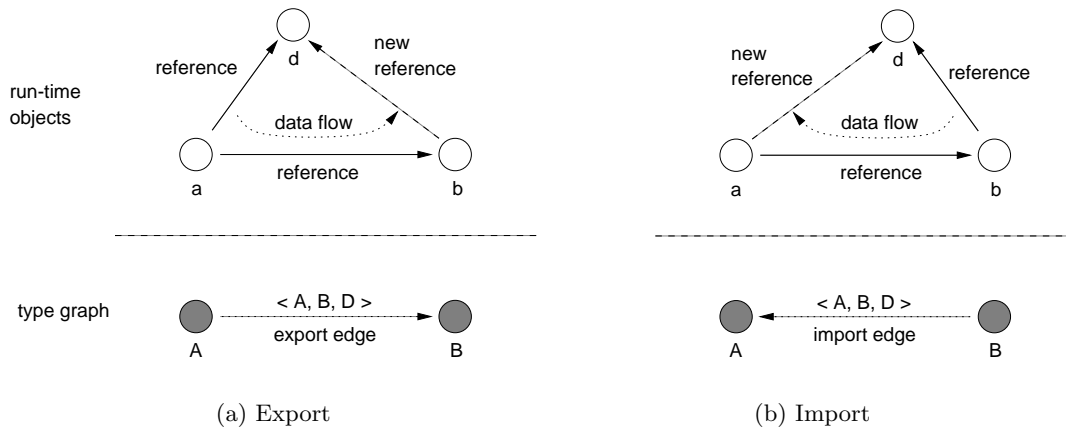 d
new
reference
reference
run-time
objects
data flow
a
reference
b
type graph
< A, B, D >
export edge
A
B
(a) Export
d
new
reference
reference
data flow
a
reference
b
< A, B, D >
import edge
A
B
(b) Import